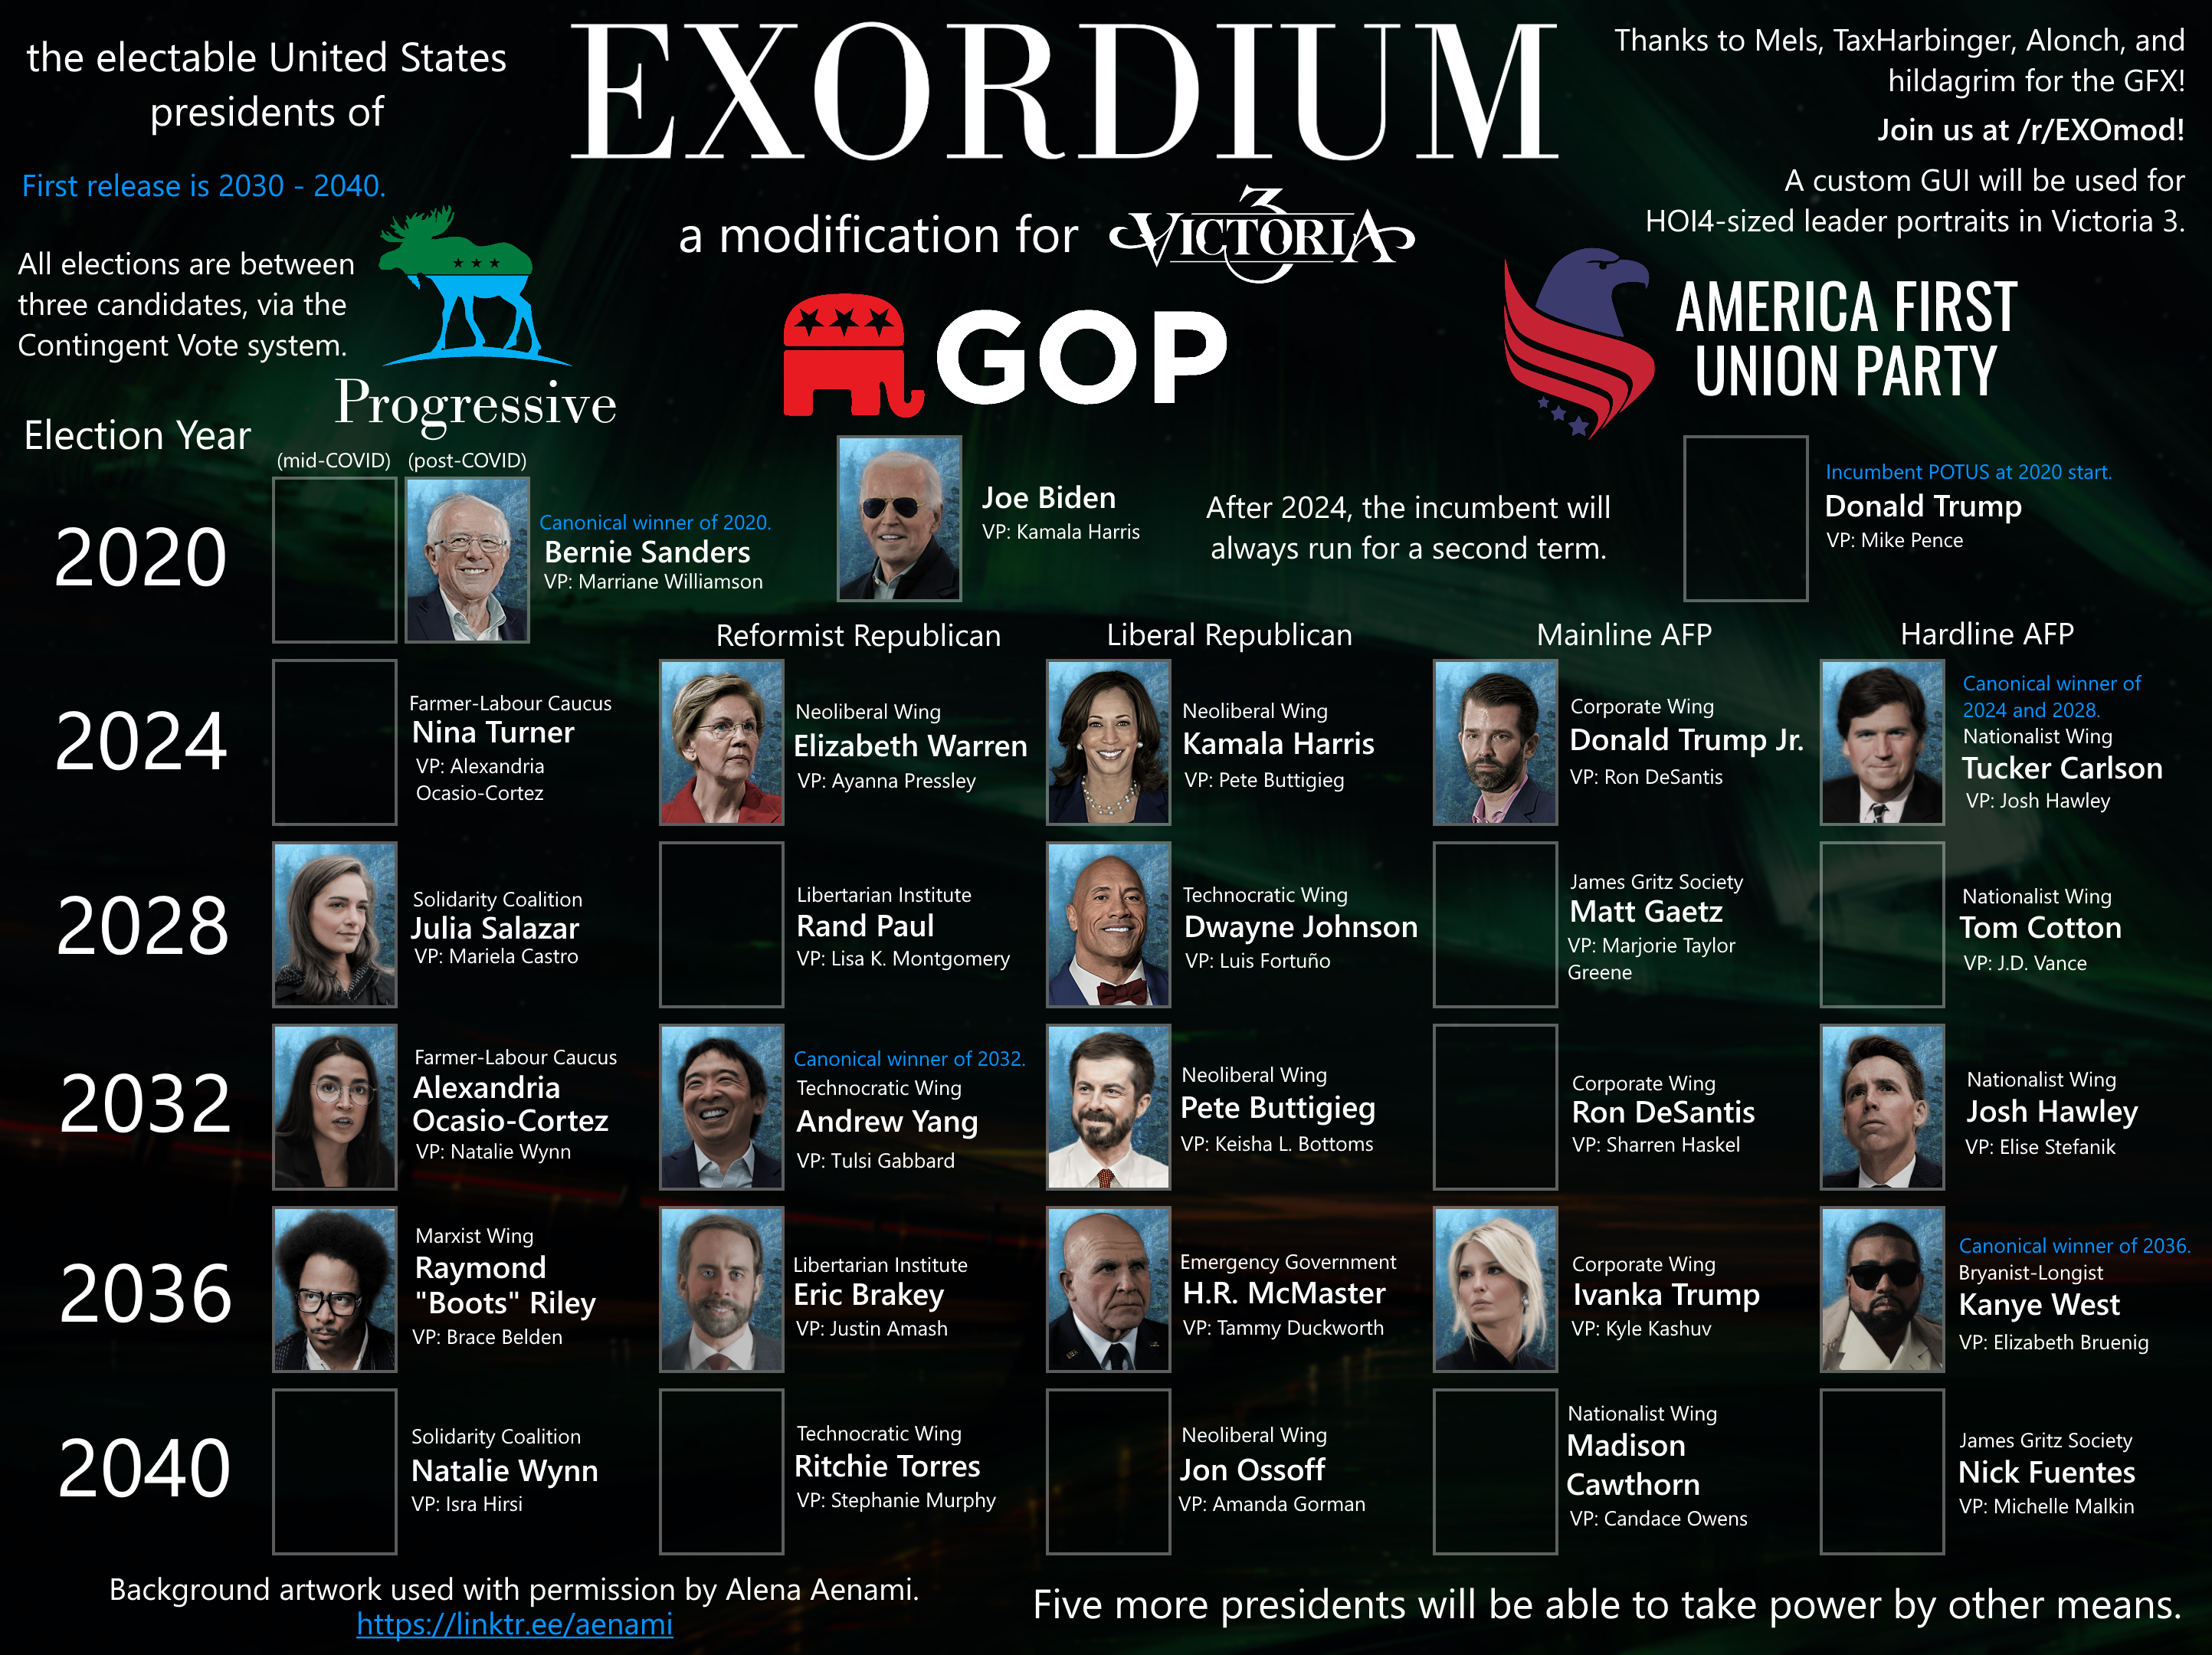 the electable United States
presidents of
EXORDIUM
Thanks to Mels, TaxHarbinger, Alonch, and
hildagrim for the GFX!
Join us at /r/EXOmod!
First release is 2030 - 2040.
a modification for VICTORIA 3
A custom GUI will be used for
HOI4-sized leader portraits in Victoria 3.
All elections are between
three candidates, via the
Contingent Vote system.
Progressive
GOP
AMERICA FIRST
UNION PARTY
Election Year
(mid-COVID) (post-COVID)
2020
Canonical winner of 2020.
Bernie Sanders
VP: Marriane Williamson
Joe Biden
VP: Kamala Harris
After 2024, the incumbent will
always run for a second term.
Incumbent POTUS at 2020 start.
Donald Trump
VP: Mike Pence
Reformist Republican
Liberal Republican
Mainline AFP
Hardline AFP
2024
Farmer-Labour Caucus
Nina Turner
VP: Alexandria
Ocasio-Cortez
Neoliberal Wing
Elizabeth Warren
VP: Ayanna Pressley
Neoliberal Wing
Kamala Harris
VP: Pete Buttigieg
Corporate Wing
Donald Trump Jr.
VP: Ron DeSantis
Canonical winner of
2024 and 2028.
Nationalist Wing
Tucker Carlson
VP: Josh Hawley
2028
Solidarity Coalition
Julia Salazar
VP: Mariela Castro
Libertarian Institute
Rand Paul
VP: Lisa K. Montgomery
Technocratic Wing
Dwayne Johnson
VP: Luis Fortuño
James Gritz Society
Matt Gaetz
VP: Marjorie Taylor
Greene
Nationalist Wing
Tom Cotton
VP: J.D. Vance
2032
Farmer-Labour Caucus
Alexandria
Ocasio-Cortez
VP: Natalie Wynn
Canonical winner of 2032.
Technocratic Wing
Andrew Yang
VP: Tulsi Gabbard
Neoliberal Wing
Pete Buttigieg
VP: Keisha L. Bottoms
Corporate Wing
Ron DeSantis
VP: Sharren Haskel
Nationalist Wing
Josh Hawley
VP: Elise Stefanik
2036
Marxist Wing
Raymond
"Boots" Riley
VP: Brace Belden
Libertarian Institute
Eric Brakey
VP: Justin Amash
Emergency Government
H.R. McMaster
VP: Tammy Duckworth
Corporate Wing
Ivanka Trump
VP: Kyle Kashuv
Canonical winner of 2036.
Bryanist-Longist
Kanye West
VP: Elizabeth Bruenig
2040
Solidarity Coalition
Natalie Wynn
VP: Isra Hirsi
Technocratic Wing
Ritchie Torres
VP: Stephanie Murphy
Neoliberal Wing
Jon Ossoff
VP: Amanda Gorman
Nationalist Wing
Madison
Cawthorn
VP: Candace Owens
James Gritz Society
Nick Fuentes
VP: Michelle Malkin
Background artwork used with permission by Alena Aenami.
https://linktr.ee/aenami
Five more presidents will be able to take power by other means.